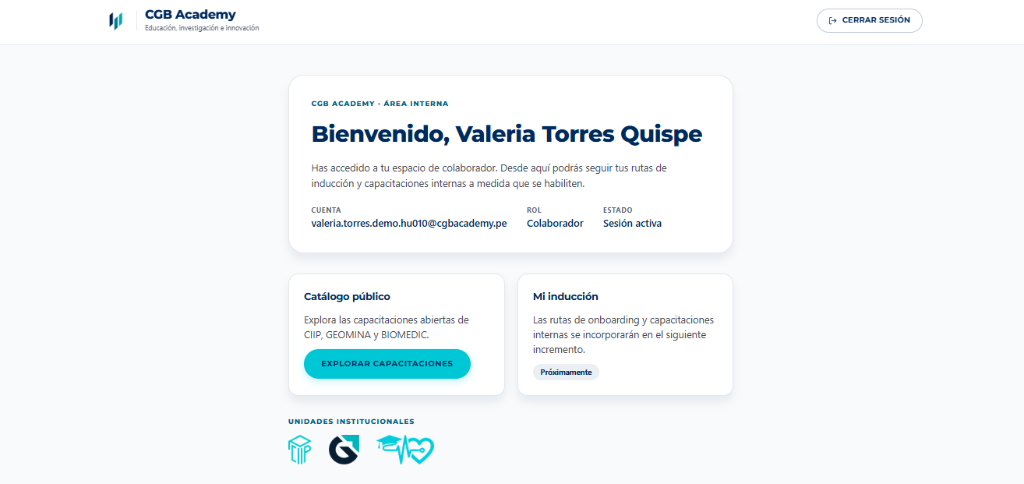 CGB Academy
Educación, investigación e innovación
CERRAR SESIÓN
CGB ACADEMY - ÁREA INTERNA
Bienvenido, Valeria Torres Quispe
Has accedido a tu espacio de colaborador. Desde aquí podrás seguir tus rutas de
inducción y capacitaciones internas a medida que se habiliten.
CUENTA
valeria.torres.demo.hu010@cgbacademy.pe
ROL
Colaborador
ESTADO
Sesión activa
Catálogo público
Explora las capacitaciones abiertas de
CIIP, GEOMINA y BIOMEDIC.
EXPLORAR CAPACITACIONES
Mi inducción
Las rutas de onboarding y capacitaciones
internas se incorporarán en el siguiente
incremento.
Próximamente
UNIDADES INSTITUCIONALES